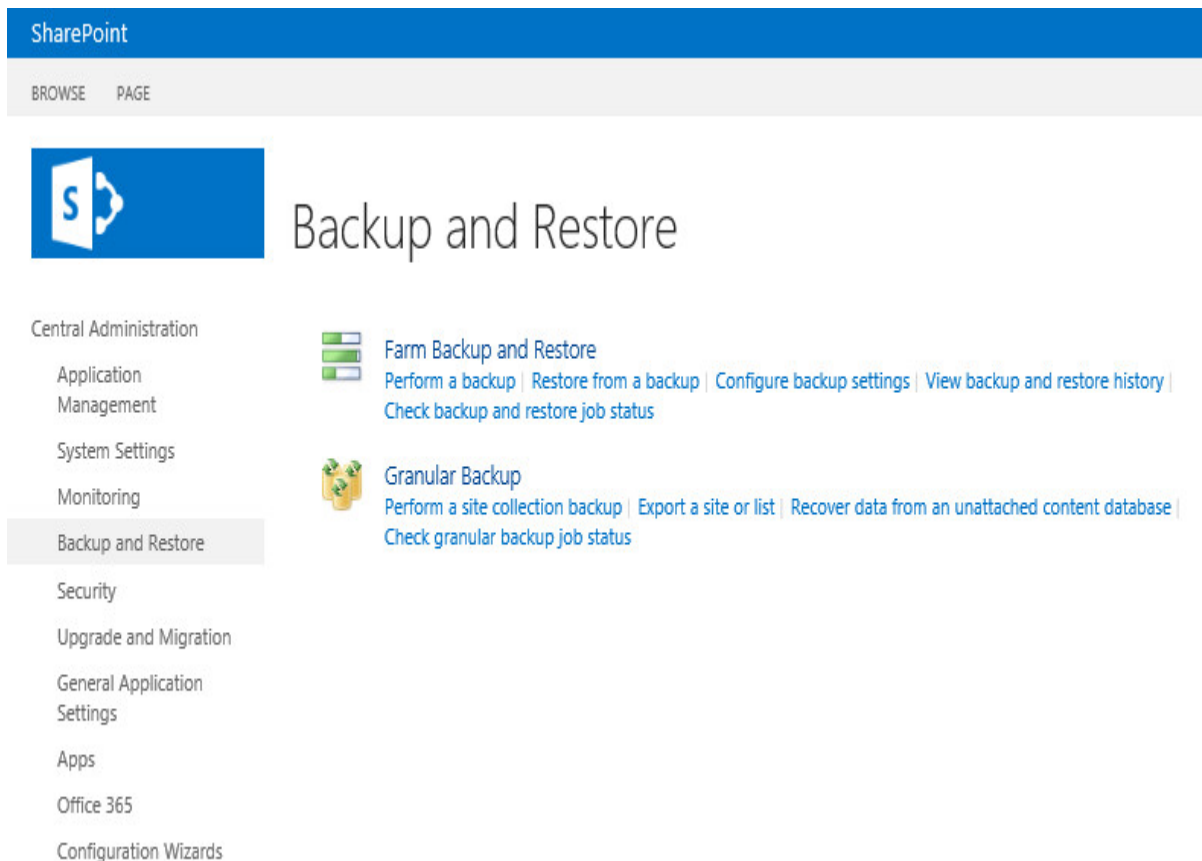 SharePoint
BROWSE PAGE
S
Backup and Restore
Central Administration
Application
Management
System Settings
Monitoring
Backup and Restore
Security
Upgrade and Migration
General Application
Settings
Apps
Office 365
Configuration Wizards
Farm Backup and Restore
Perform a backup | Restore from a backup | Configure backup settings | View backup and restore history |
Check backup and restore job status
Granular Backup
Perform a site collection backup | Export a site or list | Recover data from an unattached content database |
Check granular backup job status